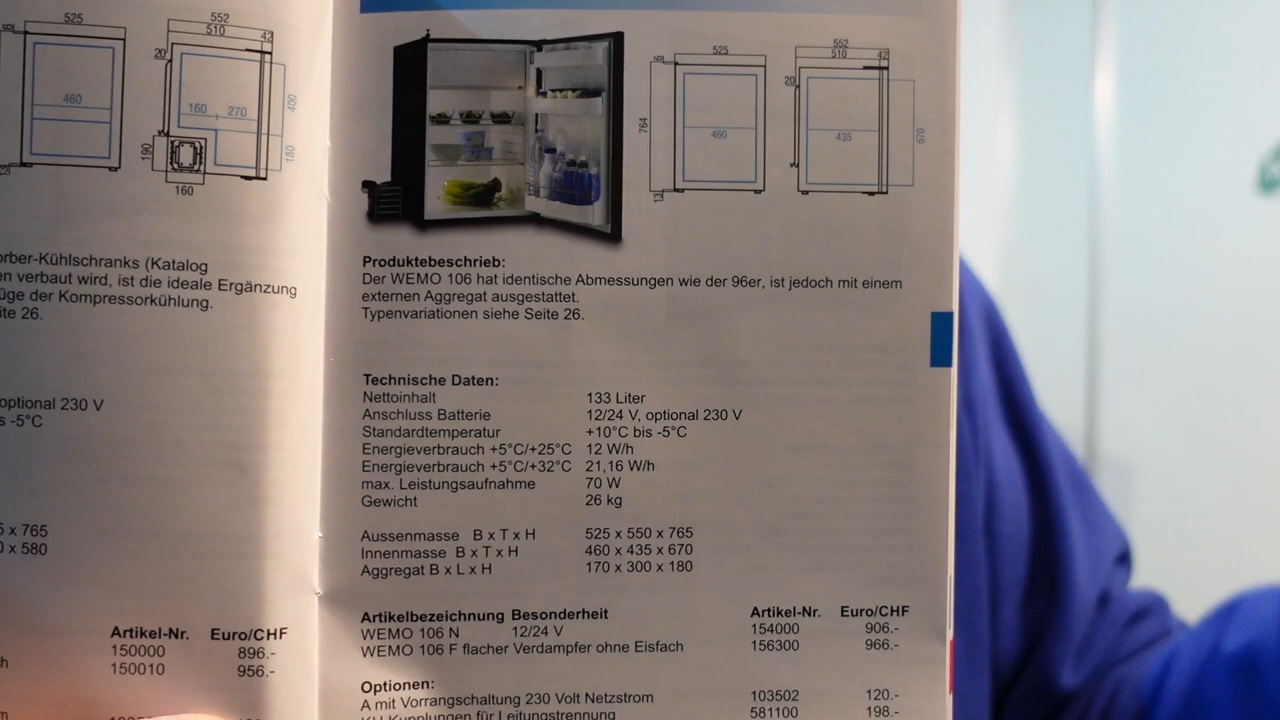 525
552
510
42
20
460
160
270
400
190
180
160
orber-Kühlschranks (Katalog
en verbaut wird, ist die ideale Ergänzung
üge der Kompressorkühlung.
ite 26.
optional 230 V
s -5°C
5 x 765
0 x 580
Artikel-Nr. Euro/CHF
150000 896.-
150010 956.-
525
552
510
42
20
764
460
435
670
13
Produktebeschrieb:
Der WEMO 106 hat identische Abmessungen wie der 96er, ist jedoch mit einem
externen Aggregat ausgestattet.
Typenvariationen siehe Seite 26.
Technische Daten:
Nettoinhalt 133 Liter
Anschluss Batterie 12/24 V, optional 230 V
Standardtemperatur +10°C bis -5°C
Energieverbrauch +5°C/+25°C 12 W/h
Energieverbrauch +5°C/+32°C 21,16 W/h
max. Leistungsaufnahme 70 W
Gewicht 26 kg
Aussenmasse B x T x H 525 x 550 x 765
Innenmasse B x T x H 460 x 435 x 670
Aggregat B x L x H 170 x 300 x 180
Artikelbezeichnung Besonderheit Artikel-Nr. Euro/CHF
WEMO 106 N 12/24 V 154000 906.-
WEMO 106 F flacher Verdampfer ohne Eisfach 156300 966.-
Optionen:
A mit Vorrangschaltung 230 Volt Netzstrom 103502 120.-
KU Kupplungen für Leitungstrennung 581100 198.-